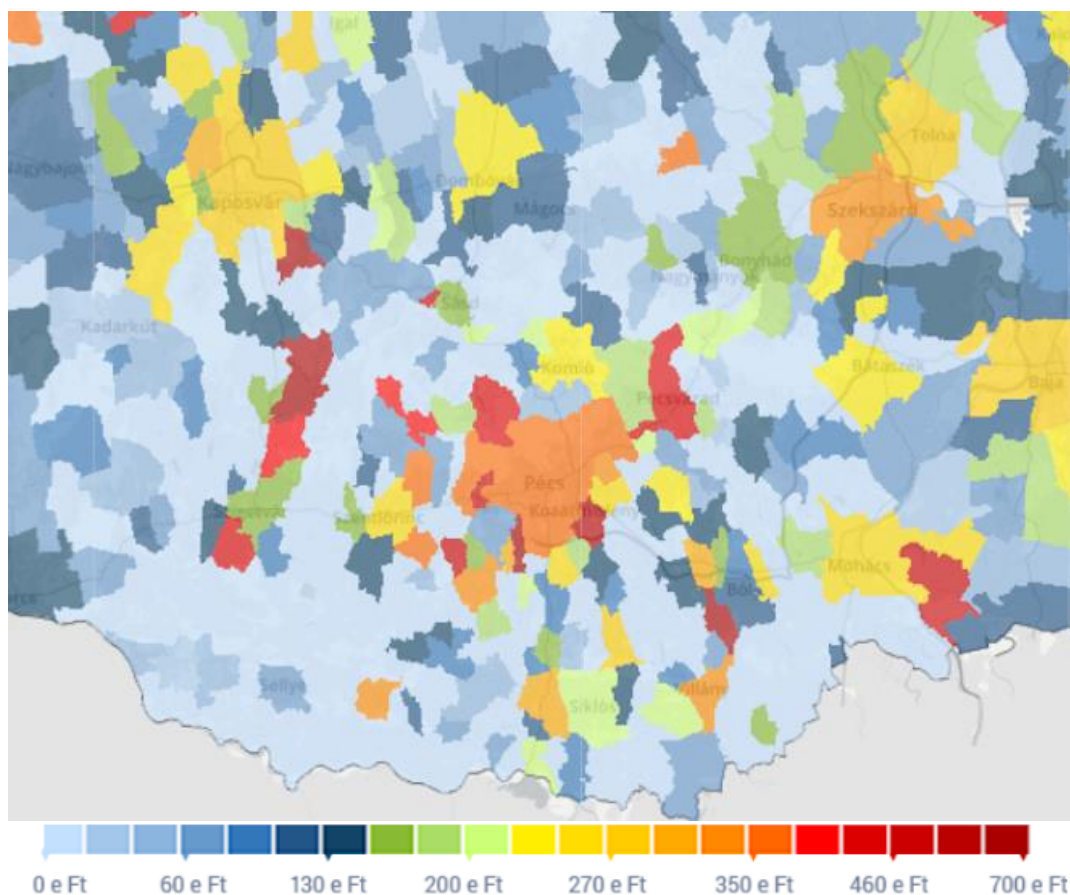 Igal
Tolna
Nagybajom
Dombóvár
Kaposvár
Mágocs
Szekszárd
Bonyhád
Nagymányok
Sásd
Kadarkút
Komló
Bátaszék
Baja
Pécsvárad
Pécs
Kozármisleny
Szigetvár
Szentlőrinc
Mohács
Bóly
Sellye
Siklós
Villány
0 e Ft 60 e Ft 130 e Ft 200 e Ft 270 e Ft 350 e Ft 460 e Ft 700 e Ft